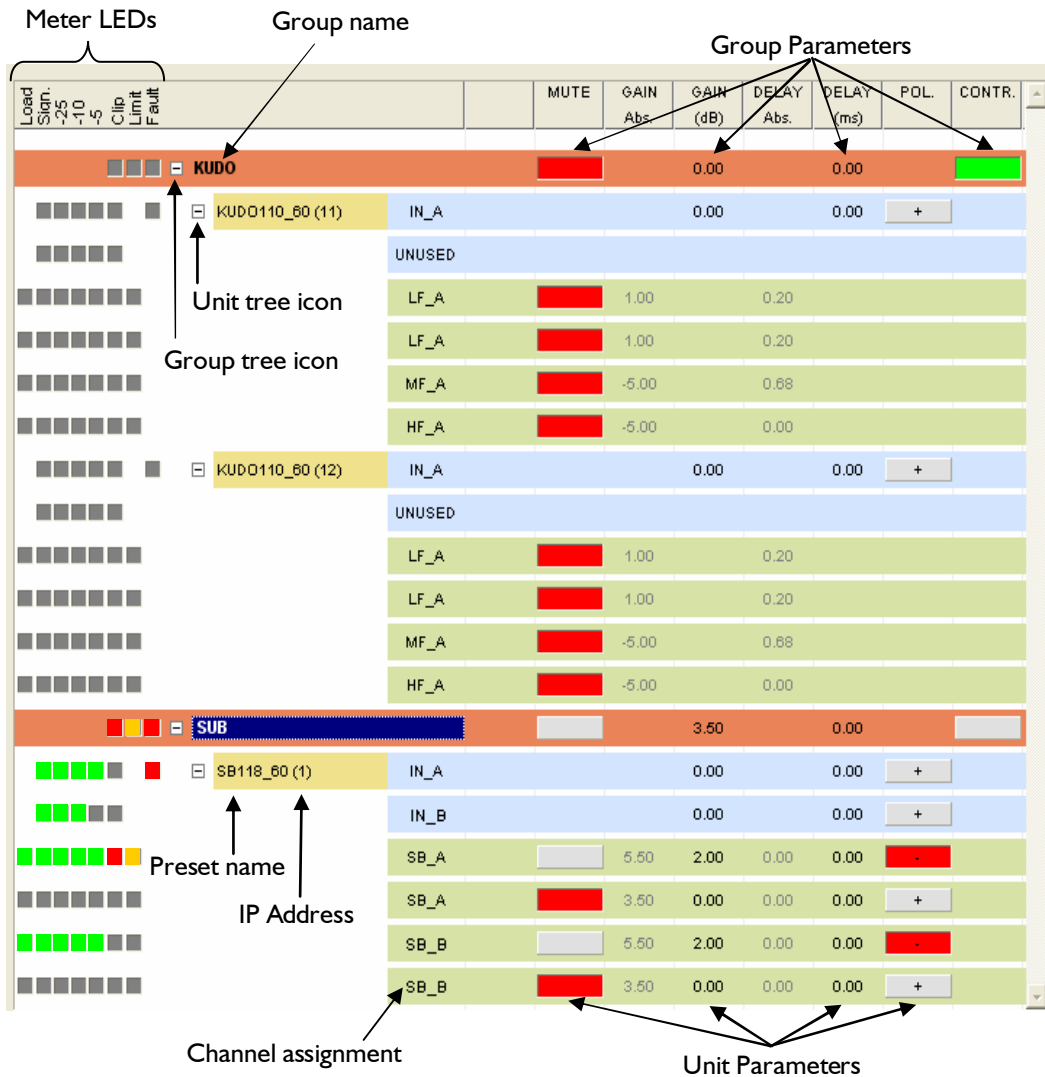 Meter LEDs
Group name
Group Parameters
Load
Sign.
-25
-10
-5
Clip
Limit
Fault
MUTE GAIN Abs. GAIN (dB) DELAY Abs. DELAY (ms) POL. CONTR.
KUDO 0.00 0.00
KUDO110_60 (11) IN_A 0.00 0.00 +
UNUSED
Unit tree icon
LF_A 1.00 0.20
LF_A 1.00 0.20
Group tree icon
MF_A -5.00 0.68
HF_A -5.00 0.00
KUDO110_60 (12) IN_A 0.00 0.00 +
UNUSED
LF_A 1.00 0.20
LF_A 1.00 0.20
MF_A -5.00 0.68
HF_A -5.00 0.00
SUB 3.50 0.00
SB118_60 (1) IN_A 0.00 0.00 +
IN_B 0.00 0.00 +
Preset name
SB_A 5.50 2.00 0.00 0.00 -
IP Address
SB_A 3.50 0.00 0.00 0.00 +
SB_B 5.50 2.00 0.00 0.00 -
SB_B 3.50 0.00 0.00 0.00 +
Channel assignment
Unit Parameters